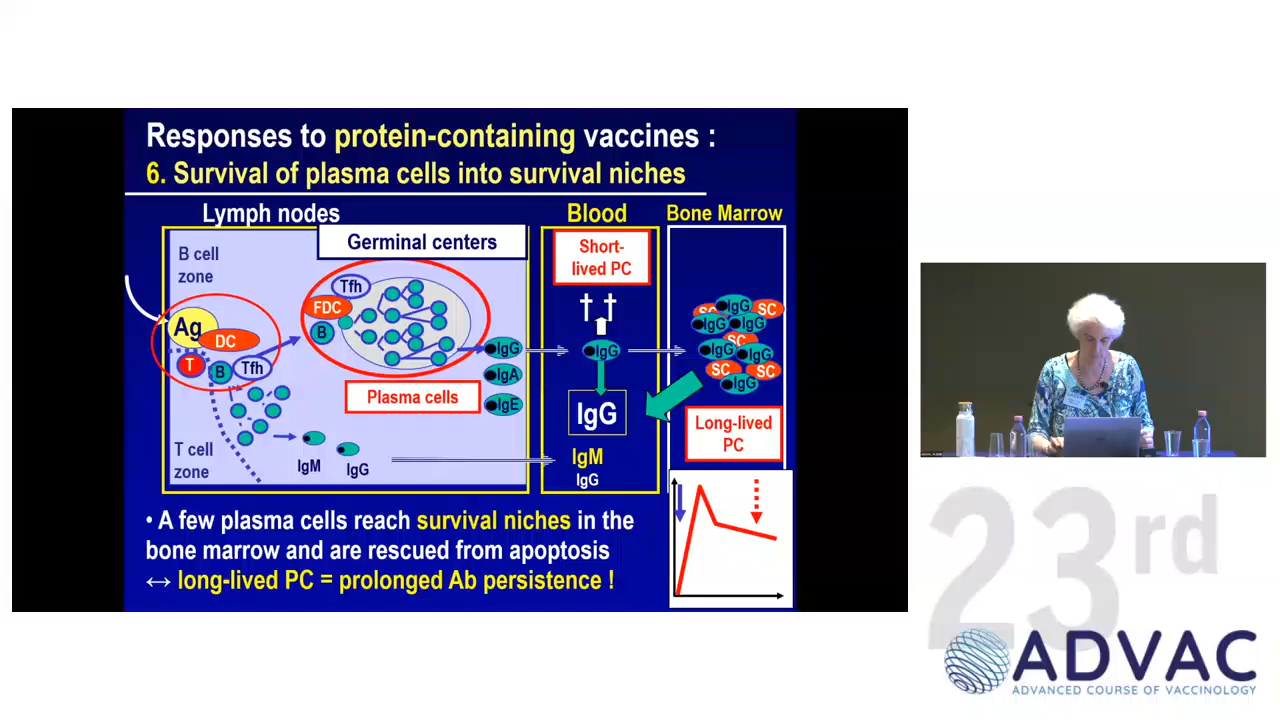 Responses to protein-containing vaccines :
6. Survival of plasma cells into survival niches
Lymph nodes
Blood
Bone Marrow
Germinal centers
B cell
zone
Ag
DC
T
B
Tfh
Tfh
FDC
B
IgG
IgA
IgE
Plasma cells
T cell
zone
IgM
IgG
Short-
lived PC
IgG
IgG
IgM
IgG
SC
IgG
SC
IgG
IgG
SC
IgG
IgG
SC
SC
IgG
Long-lived
PC
• A few plasma cells reach survival niches in the
bone marrow and are rescued from apoptosis
↔ long-lived PC = prolonged Ab persistence !
23rd
ADVAC
ADVANCED COURSE OF VACCINOLOGY